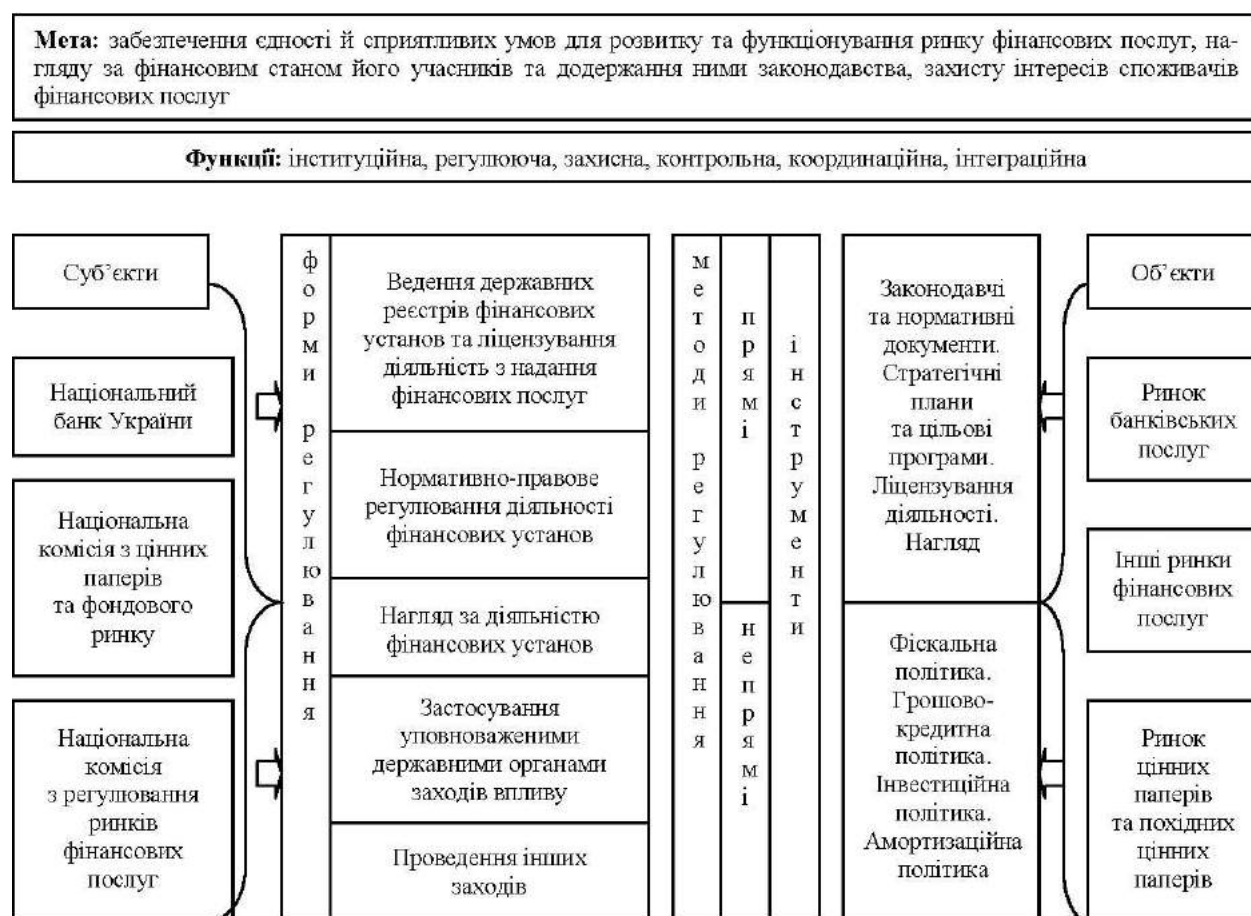 Мета: забезпечення єдності й сприятливих умов для розвитку та функціонування ринку фінансових послуг, на-
гляду за фінансовим станом його учасників та додержання ними законодавства, захисту інтересів споживачів
фінансових послуг
Функції: інституційна, регулююча, захисна, контрольна, координаційна, інтеграційна
Суб’єкти
Національний
банк України
Національна
комісія з цінних
паперів
та фондового
ринку
Національна
комісія
з регулювання
ринків
фінансових
послуг
форми регулювання
Ведення державних
реєстрів фінансових
установ та ліцензування
діяльність з надання
фінансових послуг
Нормативно-правове
регулювання діяльності
фінансових установ
Нагляд за діяльністю
фінансових установ
Застосування
уповноваженими
державними органами
заходів впливу
Проведення інших
заходів
методи регулювання
прямі
непрямі
інструменти
Законодавчі
та нормативні
документи.
Стратегічні
плани
та цільові
програми.
Ліцензування
діяльності.
Нагляд
Фіскальна
політика.
Грошово-
кредитна
політика.
Інвестиційна
політика.
Амортизаційна
політика
Об’єкти
Ринок
банківських
послуг
Інші ринки
фінансових
послуг
Ринок
цінних
паперів
та похідних
цінних
паперів